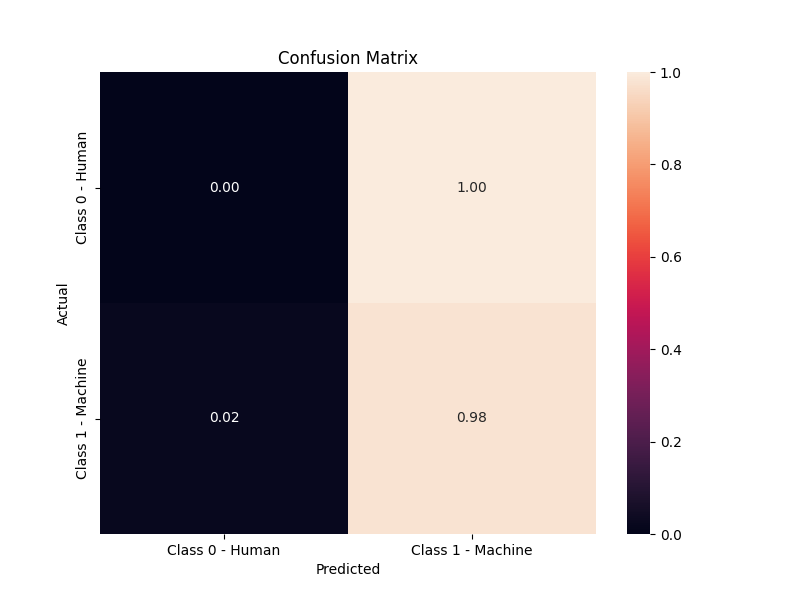 Confusion Matrix
Class 0 - Human
0.00
1.00
Actual
Class 1 - Machine
0.02
0.98
Class 0 - Human
Class 1 - Machine
Predicted
1.0
0.8
0.6
0.4
0.2
0.0